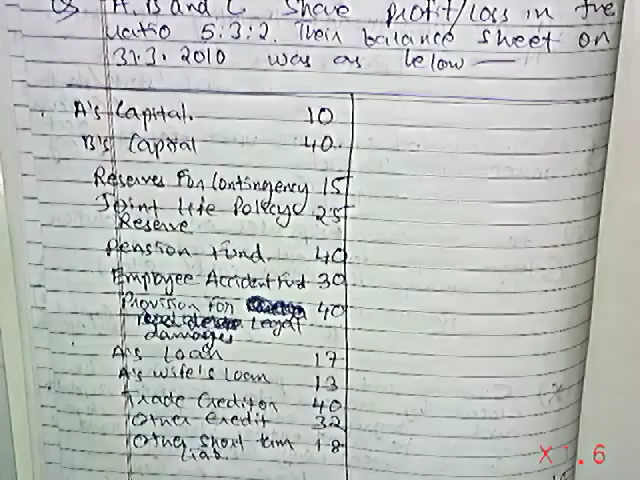 Q A, B and C share profit/loss in the
ratio 5:3:2. Their balance sheet on
31.3.2010 was as below —
A's Capital. 10
B's Capital 40.
Reserves For Contingency 15
Joint Life Policy 25
Reserve
Pension Fund. 40
Employee Accident Fund 30
Provision For 40
Legal
damages
A's Loan 17
A's wife's Loan 13
Trade Creditor 40
Other Credit 32
Other Short term 18
Liab.
X1.6